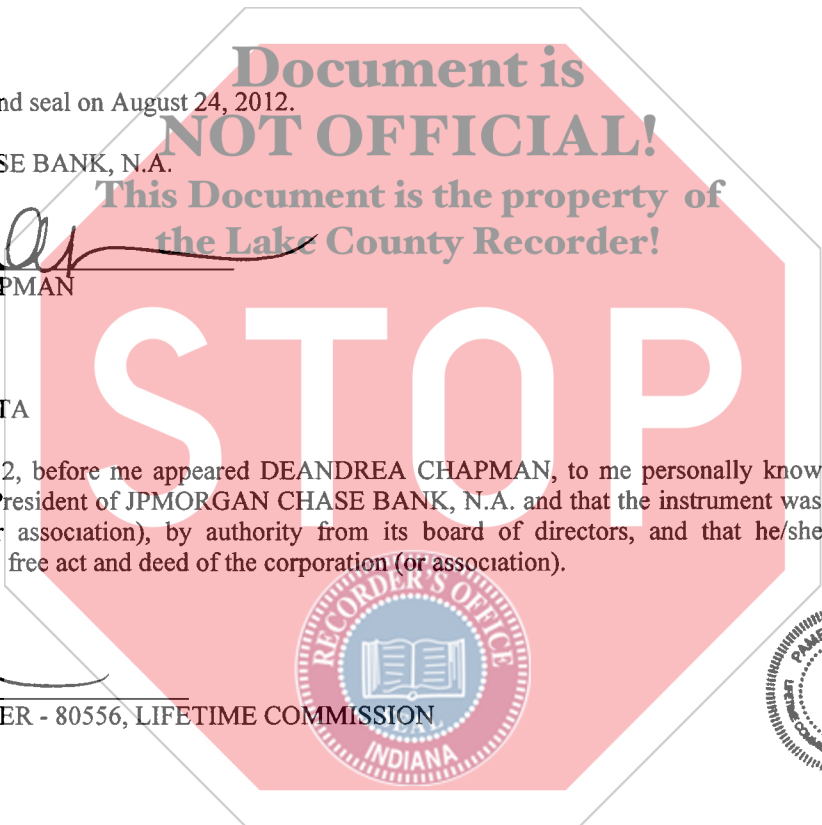 Document is
nd seal on August 24, 2012.
NOT OFFICIAL!
SE BANK, N.A.
This Document is the property of
the Lake County Recorder!
PMAN
STOP
TA
2, before me appeared DEANDREA CHAPMAN, to me personally know
President of JPMORGAN CHASE BANK, N.A. and that the instrument was
r association), by authority from its board of directors, and that he/she
free act and deed of the corporation (or association).
RECORDER'S OFFICE
SEAL
INDIANA
PAME
LIFETIME COMM
ER - 80556, LIFETIME COMMISSION